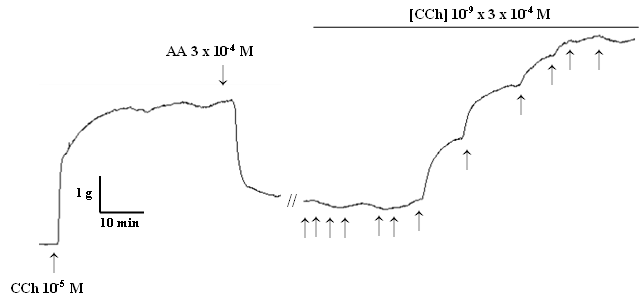 [CCh] 10⁻⁹ x 3 x 10⁻⁴ M
AA 3 x 10⁻⁴ M
1 g
10 min
//
CCh 10⁻⁵ M